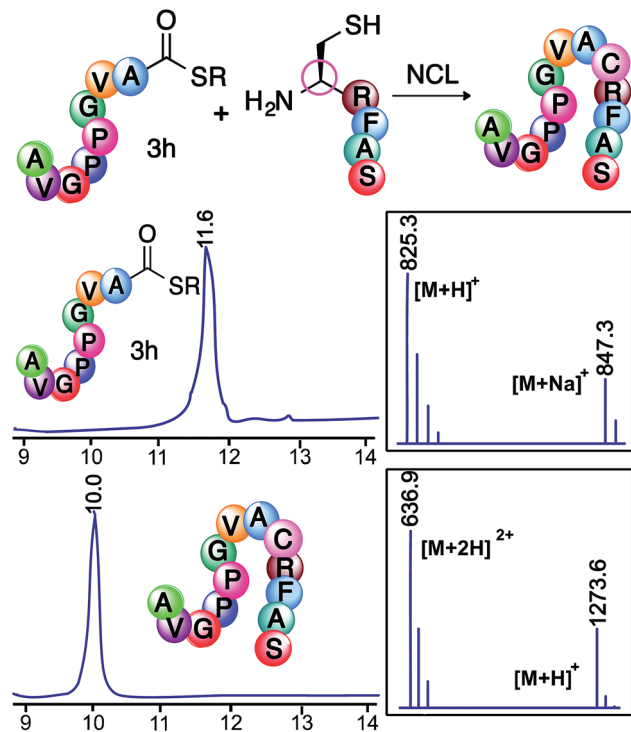 O
SR
A V G P P G V A
3h
+
SH
H₂N
R F A S
NCL
A V G P P G V A C R F A S
O
SR
A V G P P G V A
3h
11.6
9 10 11 12 13 14
825.3
[M+H]⁺
847.3
[M+Na]⁺
10.0
A V G P P G V A C R F A S
9 10 11 12 13 14
636.9
[M+2H] ²⁺
1273.6
[M+H]⁺